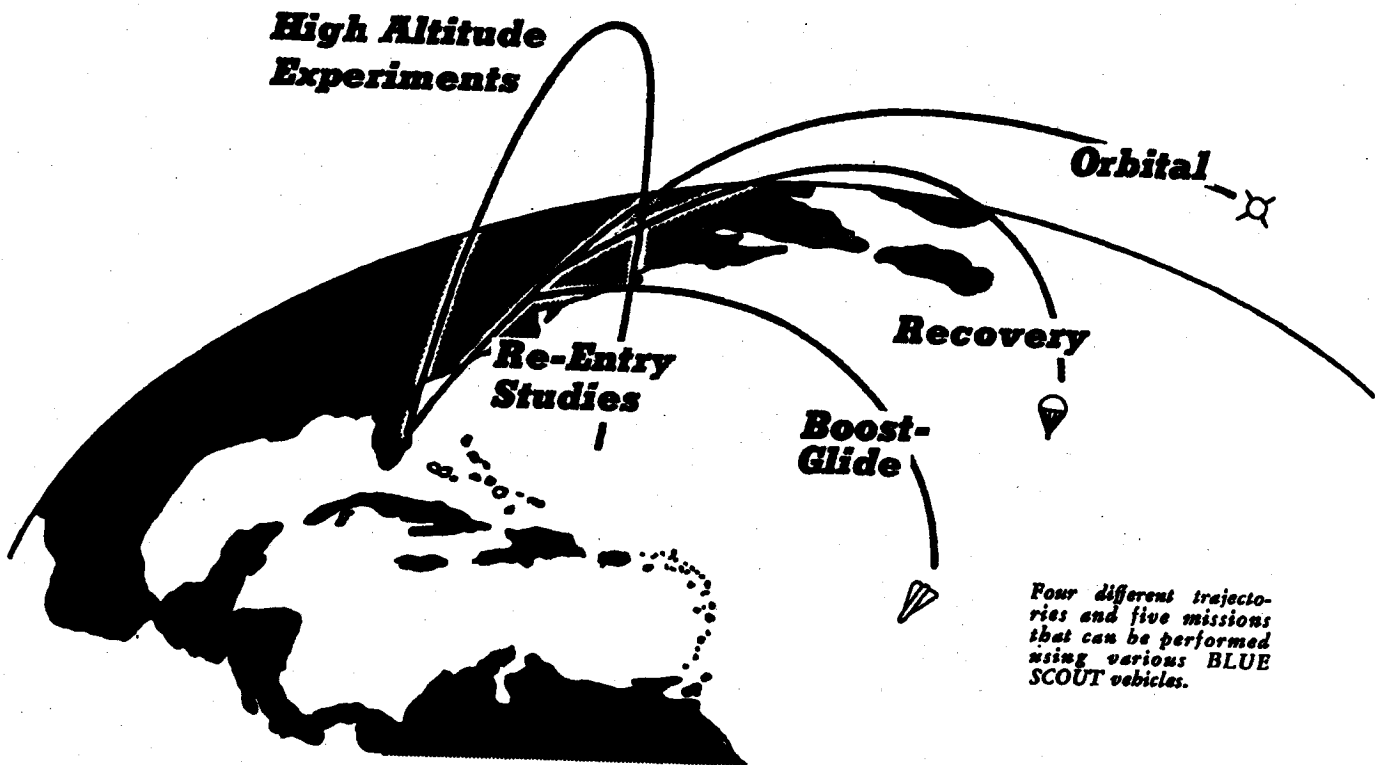 High Altitude
Experiments
Orbital
Recovery
Re-Entry
Studies
Boost-
Glide
Four different trajecto-
ries and five missions
that can be performed
using various BLUE
SCOUT vehicles.